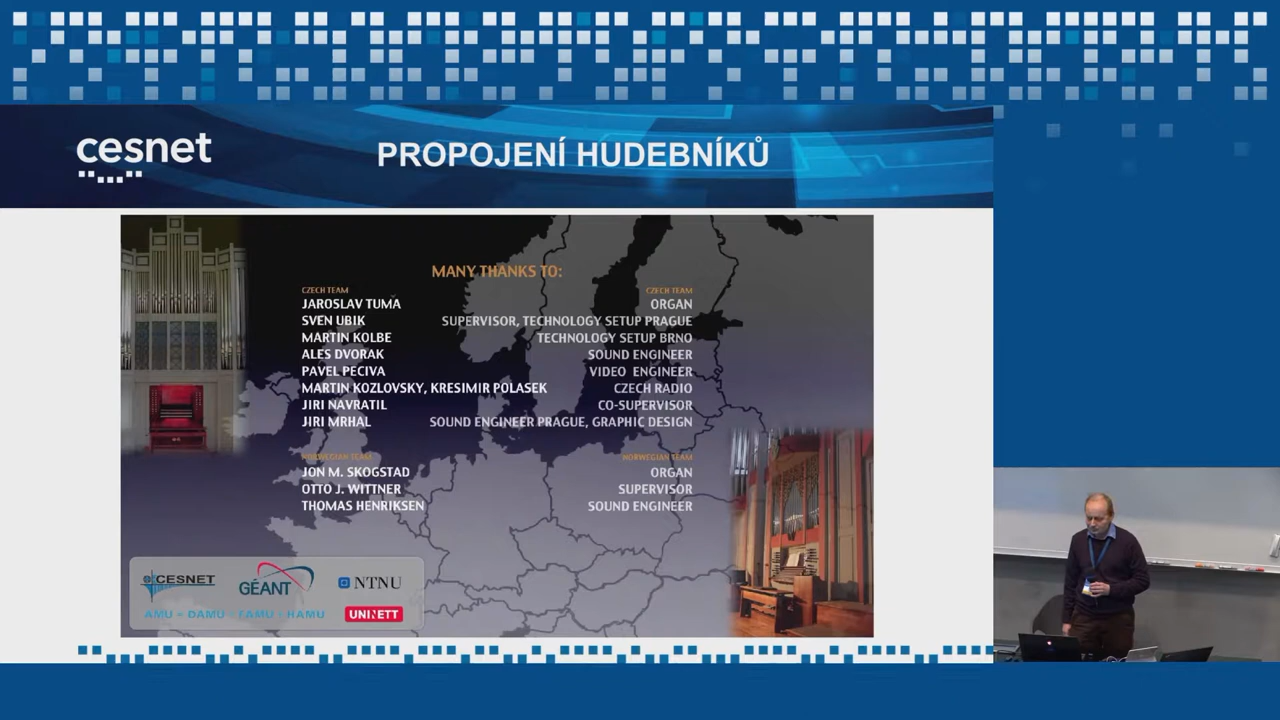 cesnet
PROPOJENÍ HUDEBNÍKŮ
MANY THANKS TO:
CZECH TEAM CZECH TEAM
JAROSLAV TUMA ORGAN
SVEN UBIK SUPERVISOR, TECHNOLOGY SETUP PRAGUE
MARTIN KOLBE TECHNOLOGY SETUP BRNO
ALES DVORAK SOUND ENGINEER
PAVEL PECIVA VIDEO ENGINEER
MARTIN KOZLOVSKY, KRESIMIR POLASEK CZECH RADIO
JIRI NAVRATIL CO-SUPERVISOR
JIRI MRHAL SOUND ENGINEER PRAGUE, GRAPHIC DESIGN
NORWEGIAN TEAM NORWEGIAN TEAM
JON M. SKOGSTAD ORGAN
OTTO J. WITTNER SUPERVISOR
THOMAS HENRIKSEN SOUND ENGINEER
CESNET GÉANT NTNU
AMU - DAMU - FAMU - HAMU UNINETT